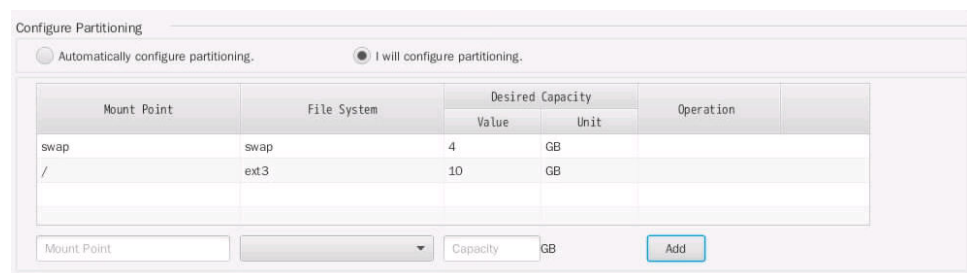 Configure Partitioning
Automatically configure partitioning. I will configure partitioning.
Mount Point File System Desired Capacity Operation
Value Unit
swap swap 4 GB
/ ext3 10 GB
Mount Point Capacity GB Add